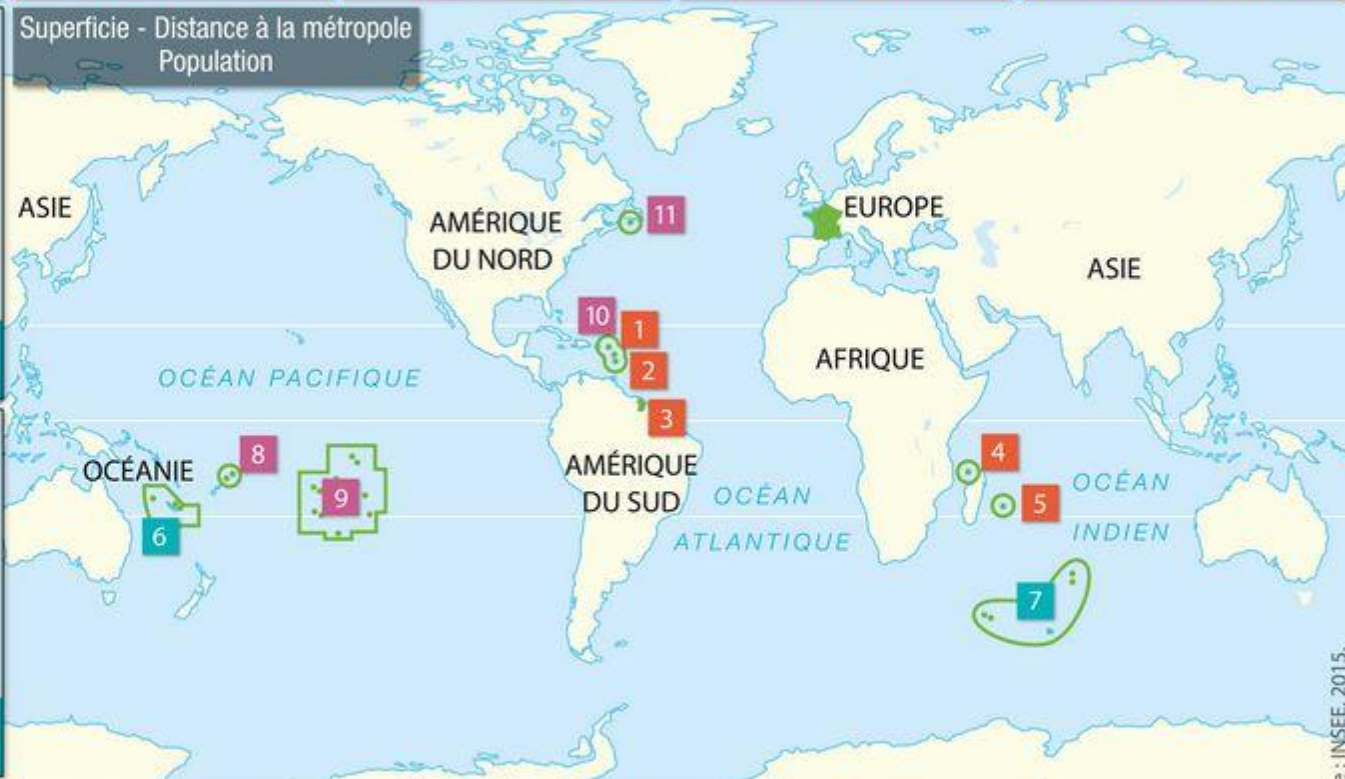 Superficie - Distance à la métropole
Population
ASIE
AMÉRIQUE
DU NORD
11
EUROPE
ASIE
10
1
2
3
OCÉAN PACIFIQUE
AFRIQUE
OCÉANIE
8
9
6
AMÉRIQUE
DU SUD
OCÉAN
ATLANTIQUE
4
5
OCÉAN
INDIEN
7
: INSEE, 2015.